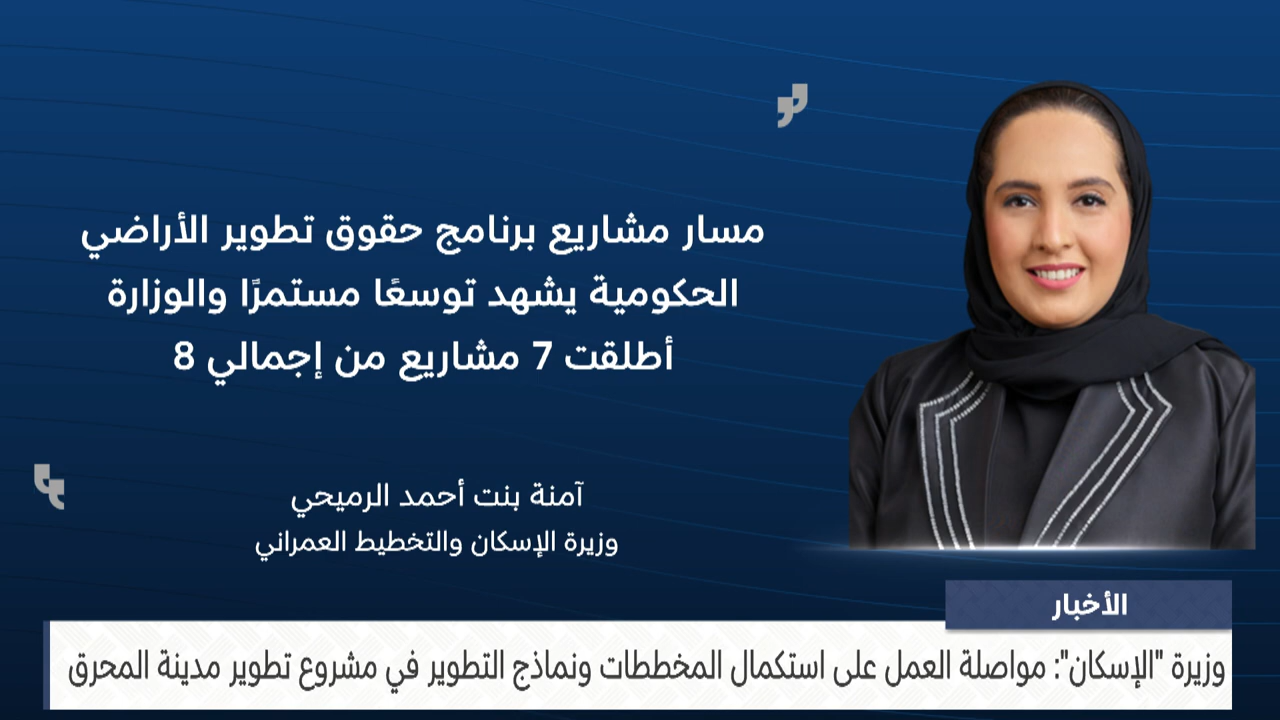 مسار مشاريع برنامج حقوق تطوير الأراضي
الحكومية يشهد توسعًا مستمرًا والوزارة
أطلقت 7 مشاريع من إجمالي 8
آمنة بنت أحمد الرميحي
وزيرة الإسكان والتخطيط العمراني
الأخبار
وزيرة "الإسكان": مواصلة العمل على استكمال المخططات ونماذج التطوير في مشروع تطوير مدينة المحرق